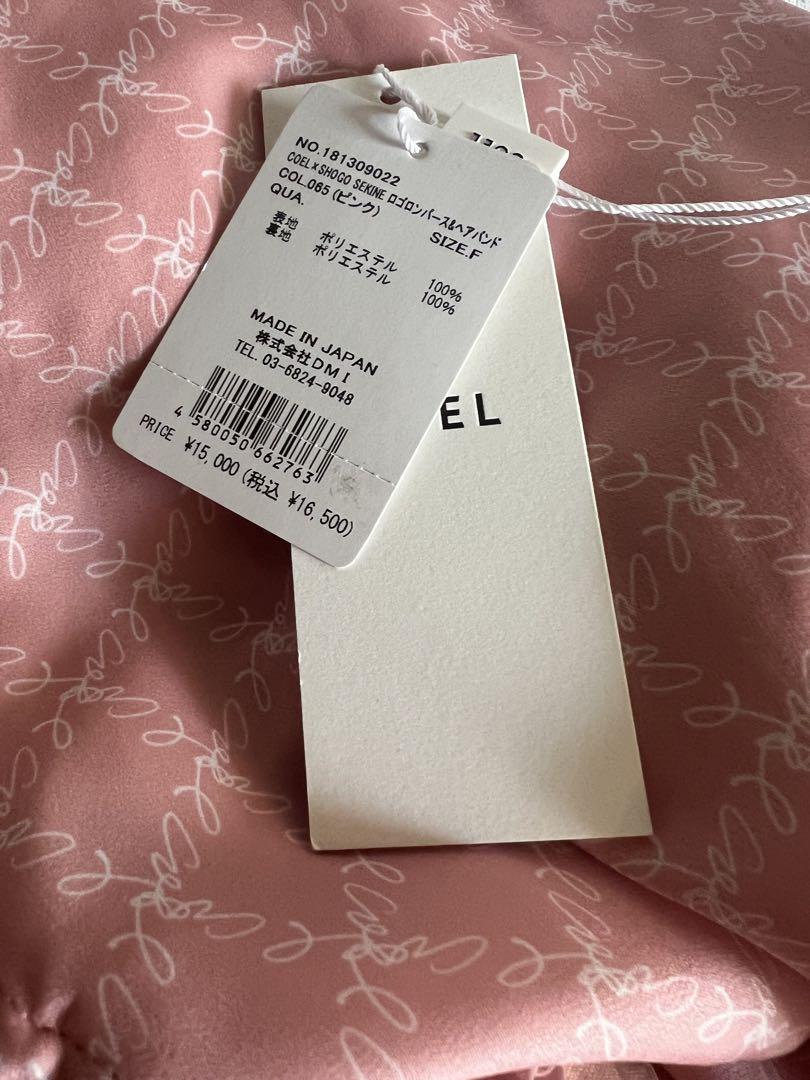 NO.181309022
COEL×SHOGO SEKINE ロゴロンパース&ヘアバンド
COL.065 (ピンク)
QUA.
SIZE.F
表地 ポリエステル 100%
裏地 ポリエステル 100%
MADE IN JAPAN
株式会社DMI
TEL. 03-6824-9048
4 580050 662763
PRICE ¥15,000 (税込 ¥16,500)
EL